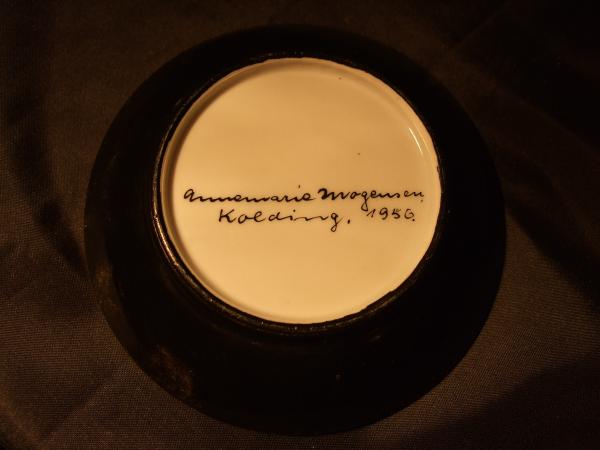 Annemarie Mogensen,
Kolding. 1956.